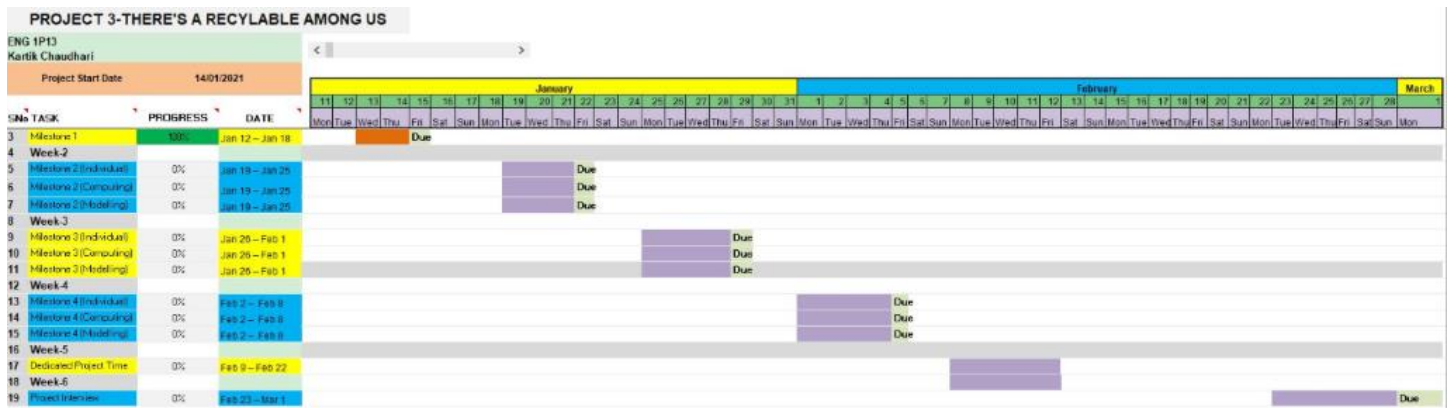 PROJECT 3-THERE'S A RECYLABLE AMONG US
ENG 1P13
Kartik Chaudhari
< >
Project Start Date 14/01/2021
January February March
11 12 13 14 15 16 17 18 19 20 21 22 23 24 25 26 27 28 29 30 31 1 2 3 4 5 6 7 8 9 10 11 12 13 14 15 16 17 18 19 20 21 22 23 24 25 26 27 28 1
SNo TASK PROGRESS DATE Mon Tue Wed Thu Fri Sat Sun Mon Tue Wed Thu Fri Sat Sun Mon Tue Wed Thu Fri Sat Sun Mon Tue Wed Thu Fri Sat Sun Mon Tue Wed Thu Fri Sat Sun Mon Tue Wed Thu Fri Sat Sun Mon Tue Wed Thu Fri Sat Sun Mon
3 Milestone 1 100% Jan 12 – Jan 18 Due
4 Week-2
5 Milestone 2 (Individual) 0% Jan 19 – Jan 25 Due
6 Milestone 2 (Computing) 0% Jan 19 – Jan 25 Due
7 Milestone 2 (Modelling) 0% Jan 19 – Jan 25 Due
8 Week-3
9 Milestone 3 (Individual) 0% Jan 26 – Feb 1 Due
10 Milestone 3 (Computing) 0% Jan 26 – Feb 1 Due
11 Milestone 3 (Modelling) 0% Jan 26 – Feb 1 Due
12 Week-4
13 Milestone 4 (Individual) 0% Feb 2 – Feb 8 Due
14 Milestone 4 (Computing) 0% Feb 2 – Feb 8 Due
15 Milestone 4 (Modelling) 0% Feb 2 – Feb 8 Due
16 Week-5
17 Dedicated Project Time 0% Feb 9 – Feb 22
18 Week-6
19 Project Interview 0% Feb 23 – Mar 1 Due